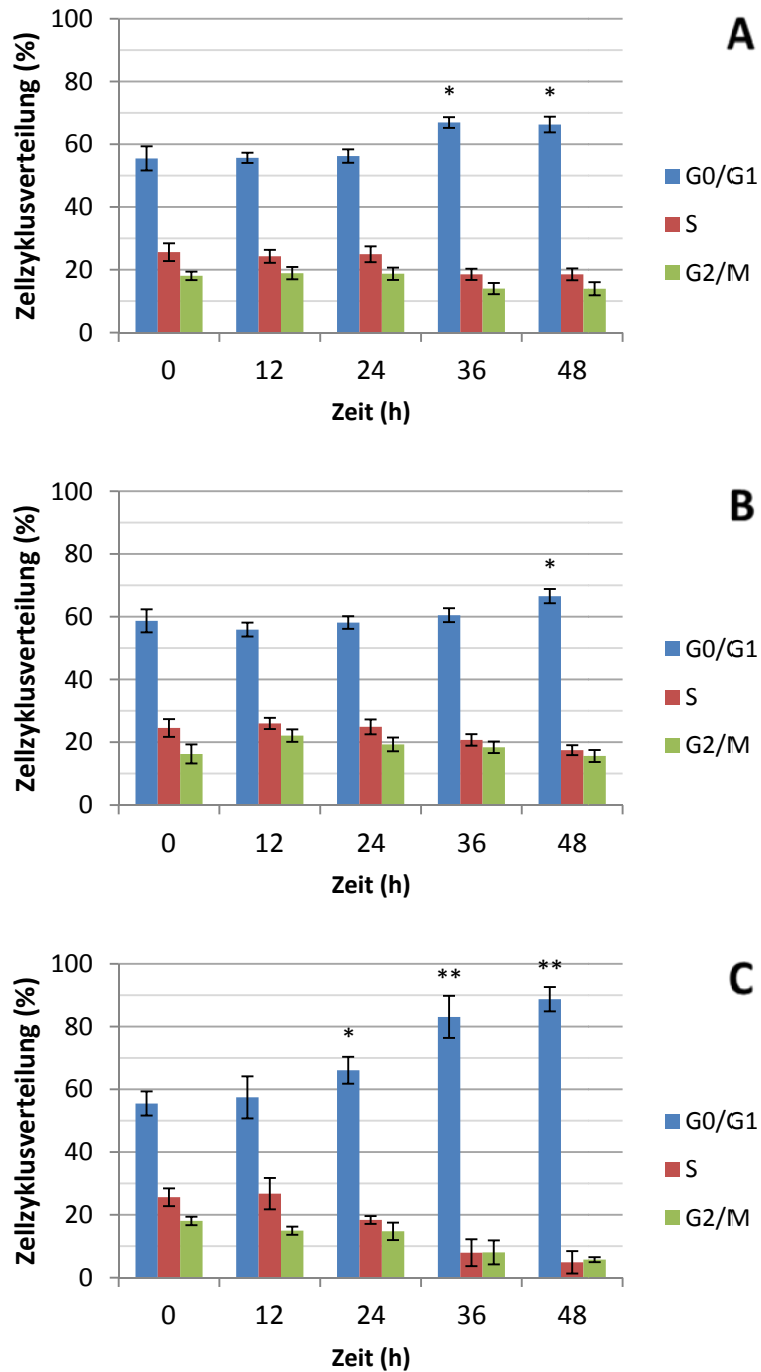 A
Zellzyklusverteilung (%)
100
80
60
40
20
0
* *
0 12 24 36 48
Zeit (h)
G0/G1
S
G2/M
B
Zellzyklusverteilung (%)
100
80
60
40
20
0
*
0 12 24 36 48
Zeit (h)
G0/G1
S
G2/M
C
Zellzyklusverteilung (%)
100
80
60
40
20
0
* ** **
0 12 24 36 48
Zeit (h)
G0/G1
S
G2/M